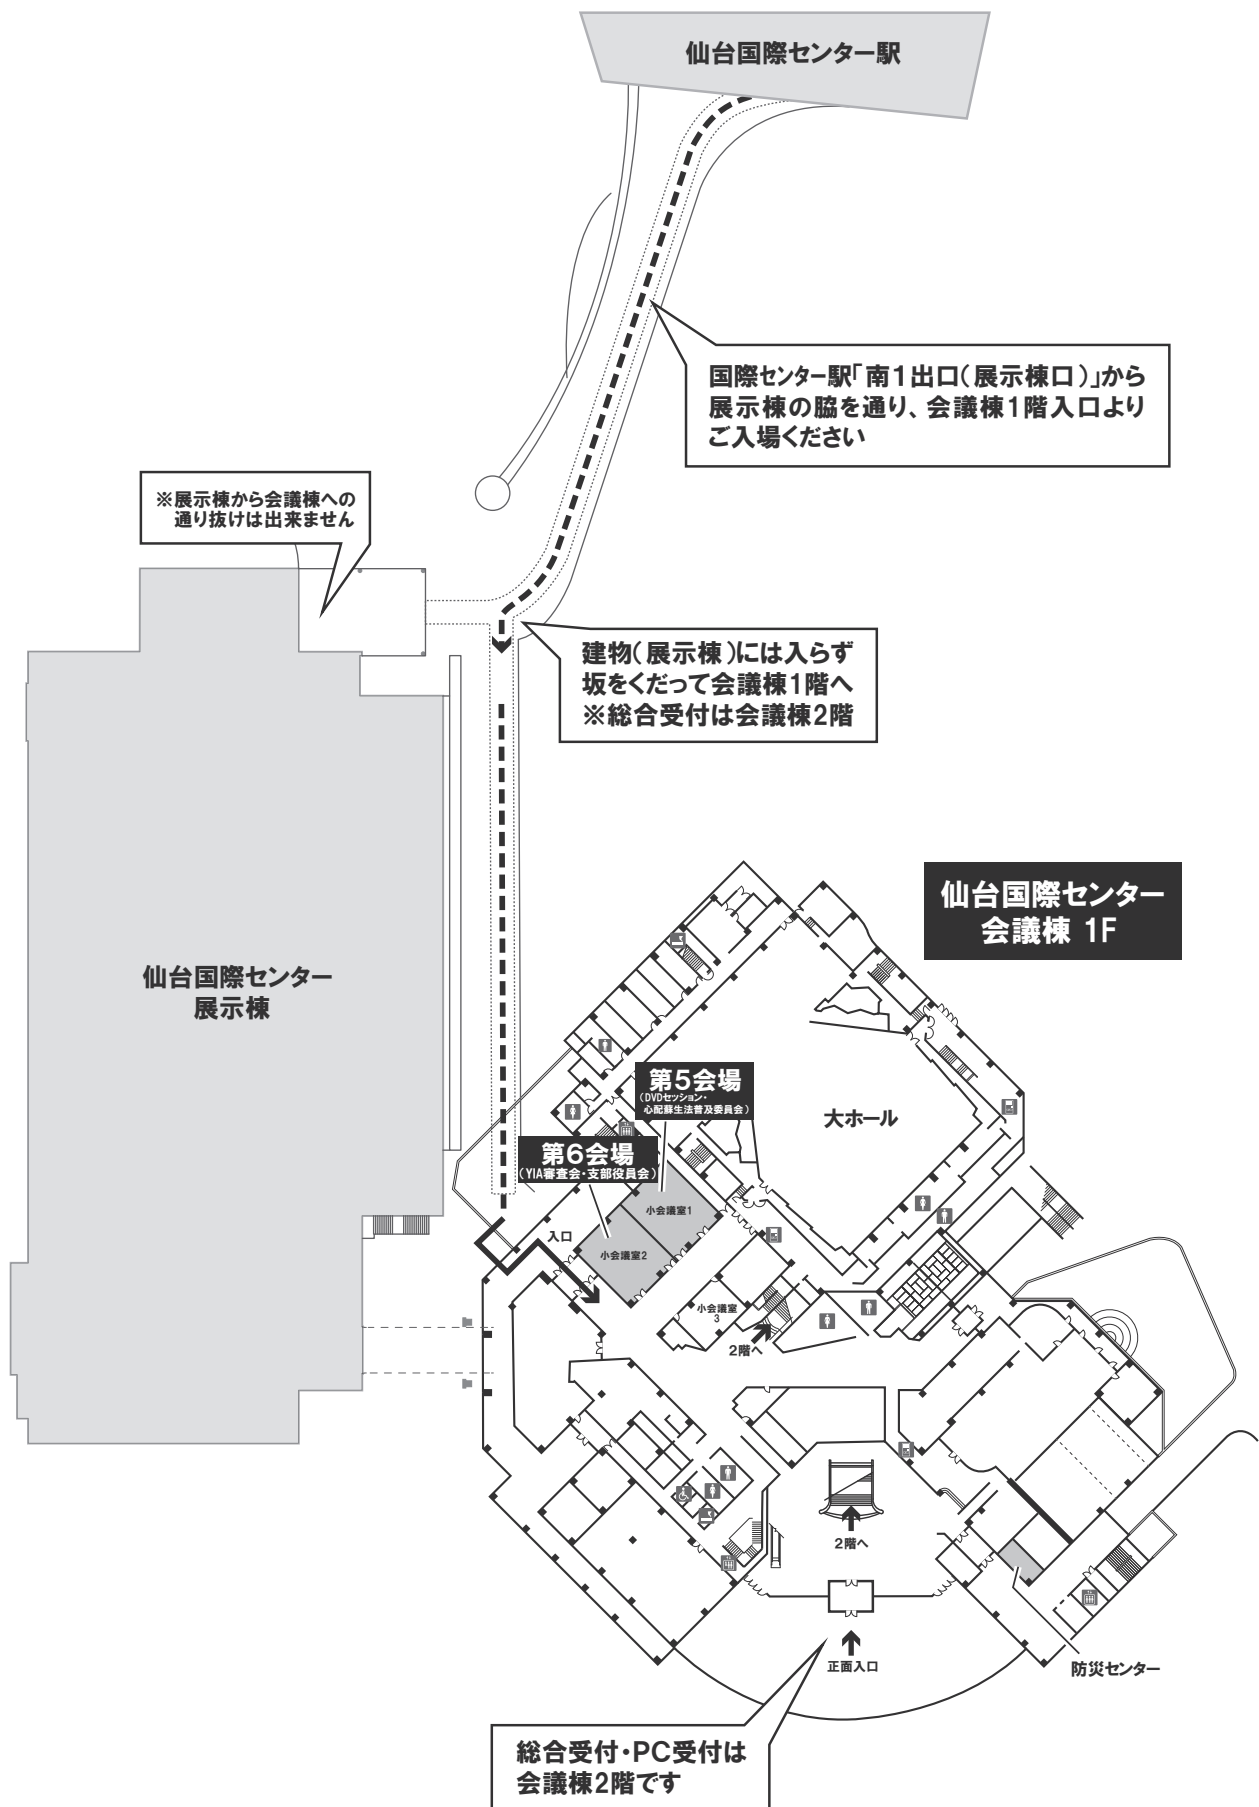 仙台国際センター駅
国際センター駅「南1出口(展示棟口)」から
展示棟の脇を通り、会議棟1階入口より
ご入場ください
※展示棟から会議棟への
通り抜けは出来ません
建物(展示棟)には入らず
坂をくだって会議棟1階へ
※総合受付は会議棟2階
仙台国際センター
会議棟 1F
仙台国際センター
展示棟
第5会場
(DVDセッション・
心配蘇生法普及委員会)
大ホール
第6会場
(YIA審査会・支部役員会)
小会議室1
入口
小会議室2
小会議室
3
2階へ
2階へ
正面入口
防災センター
総合受付・PC受付は
会議棟2階です